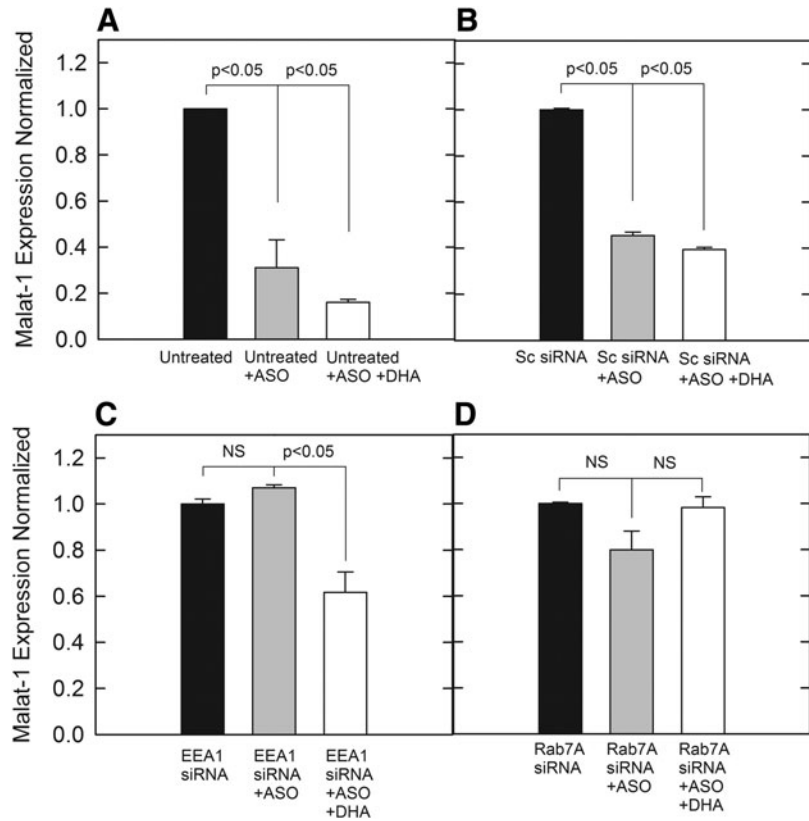 A
Malat-1 Expression Normalized
1.2
1.0
0.8
0.6
0.4
0.2
0.0
p<0.05 p<0.05
Untreated
Untreated
+ASO
Untreated
+ASO +DHA
B
p<0.05 p<0.05
Sc siRNA
Sc siRNA
+ASO
Sc siRNA
+ASO +DHA
C
Malat-1 Expression Normalized
1.2
1.0
0.8
0.6
0.4
0.2
0.0
NS p<0.05
EEA1
siRNA
EEA1
siRNA
+ASO
EEA1
siRNA
+ASO
+DHA
D
NS NS
Rab7A
siRNA
Rab7A
siRNA
+ASO
Rab7A
siRNA
+ASO
+DHA